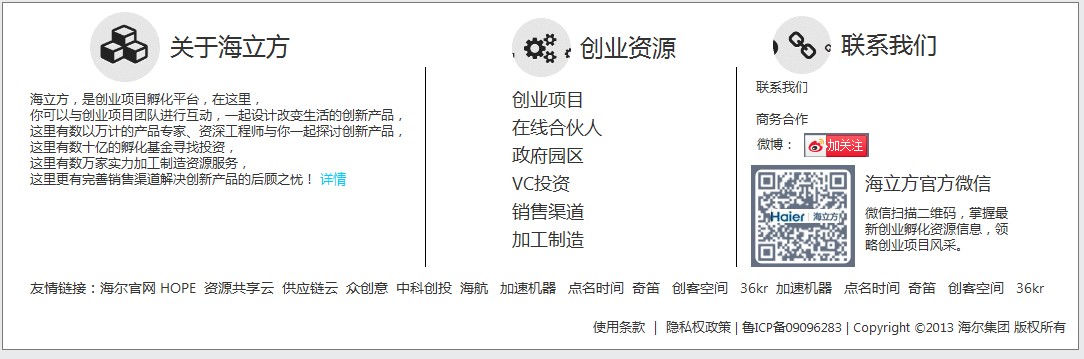 关于海立方
海立方，是创业项目孵化平台，在这里，
你可以与创业项目团队进行互动，一起设计改变生活的创新产品，
这里有数以万计的产品专家、资深工程师与你一起探讨创新产品，
这里有数十亿的孵化基金寻找投资，
这里有数万家实力加工制造资源服务，
这里更有完善销售渠道解决创新产品的后顾之忧！ 详情
创业资源
创业项目
在线合伙人
政府园区
VC投资
销售渠道
加工制造
联系我们
联系我们
商务合作
微博： 加关注
Haier 海立方
海立方官方微信
微信扫描二维码，掌握最
新创业孵化资源信息，领
略创业项目风采。
友情链接：海尔官网 HOPE 资源共享云 供应链云 众创意 中科创投 海航 加速机器 点名时间 奇笛 创客空间 36kr 加速机器 点名时间 奇笛 创客空间 36kr
使用条款 | 隐私权政策 | 鲁ICP备09096283 | Copyright ©2013 海尔集团 版权所有